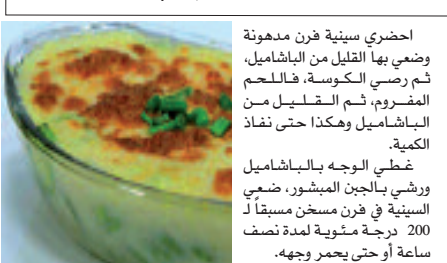 احضري سينية فرن مدهونة
وضعي بها القليل من الباشاميل،
ثم رصي الكوسة، فاللحم
المفروم، ثم القليل من
الباشاميل وهكذا حتى نفاذ
الكمية.
غطي الوجه بالباشاميل
ورشي بالجبن المبشور، ضعي
السينية في فرن مسخن مسبقاً لـ
200 درجة مئوية لمدة نصف
ساعة أو حتى يحمر وجهه.